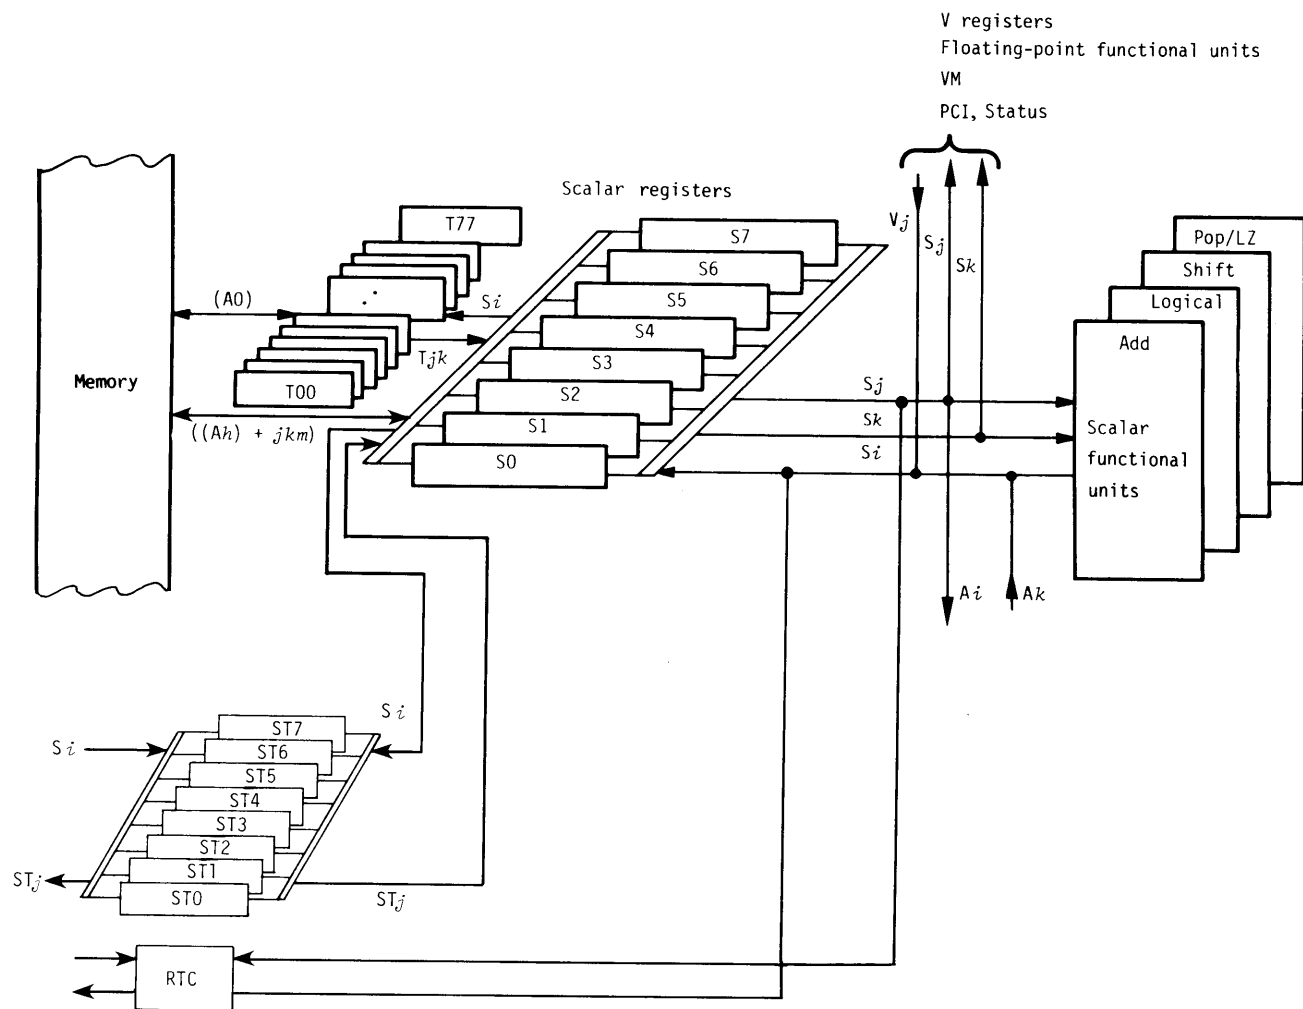 V registers
Floating-point functional units
VM
PCI, Status
Scalar registers
T77
S7
Vj
Sj
Sk
Pop/LZ
S6
Shift
(A0)
Si
S5
Logical
S4
Add
Tjk
S3
Memory
T00
S2
Sj
((Ah) + jkm)
S1
Sk
Scalar
functional
units
S0
Si
Ai
Ak
Si
ST7
Si
ST6
ST5
ST4
ST3
ST2
ST1
STj
ST0
STj
RTC